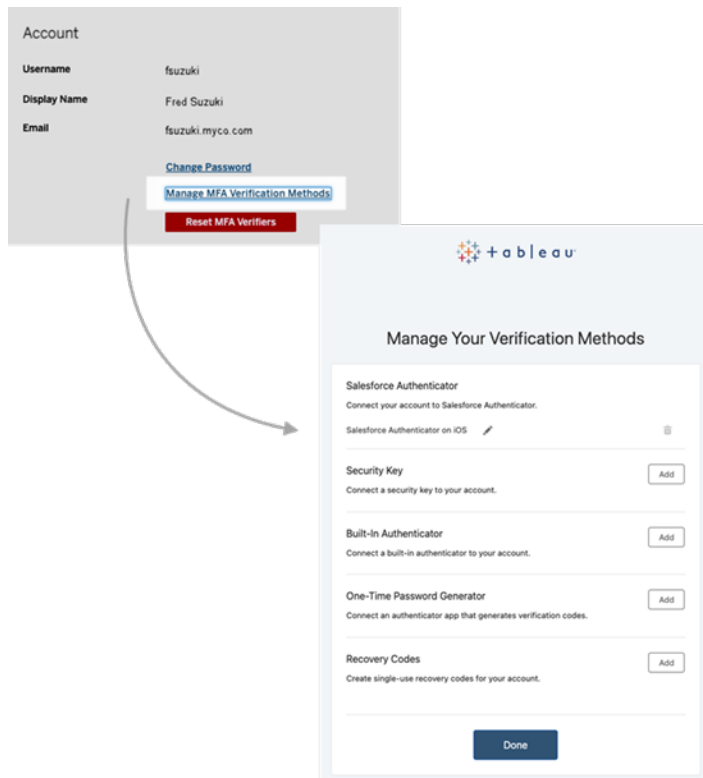 Account
Username fsuzuki
Display Name Fred Suzuki
Email fsuzuki.myco.com
Change Password
Manage MFA Verification Methods
Reset MFA Verifiers
+ a b l e a u
Manage Your Verification Methods
Salesforce Authenticator
Connect your account to Salesforce Authenticator.
Salesforce Authenticator on iOS
Security Key Add
Connect a security key to your account.
Built-In Authenticator Add
Connect a built-in authenticator to your account.
One-Time Password Generator Add
Connect an authenticator app that generates verification codes.
Recovery Codes Add
Create single-use recovery codes for your account.
Done